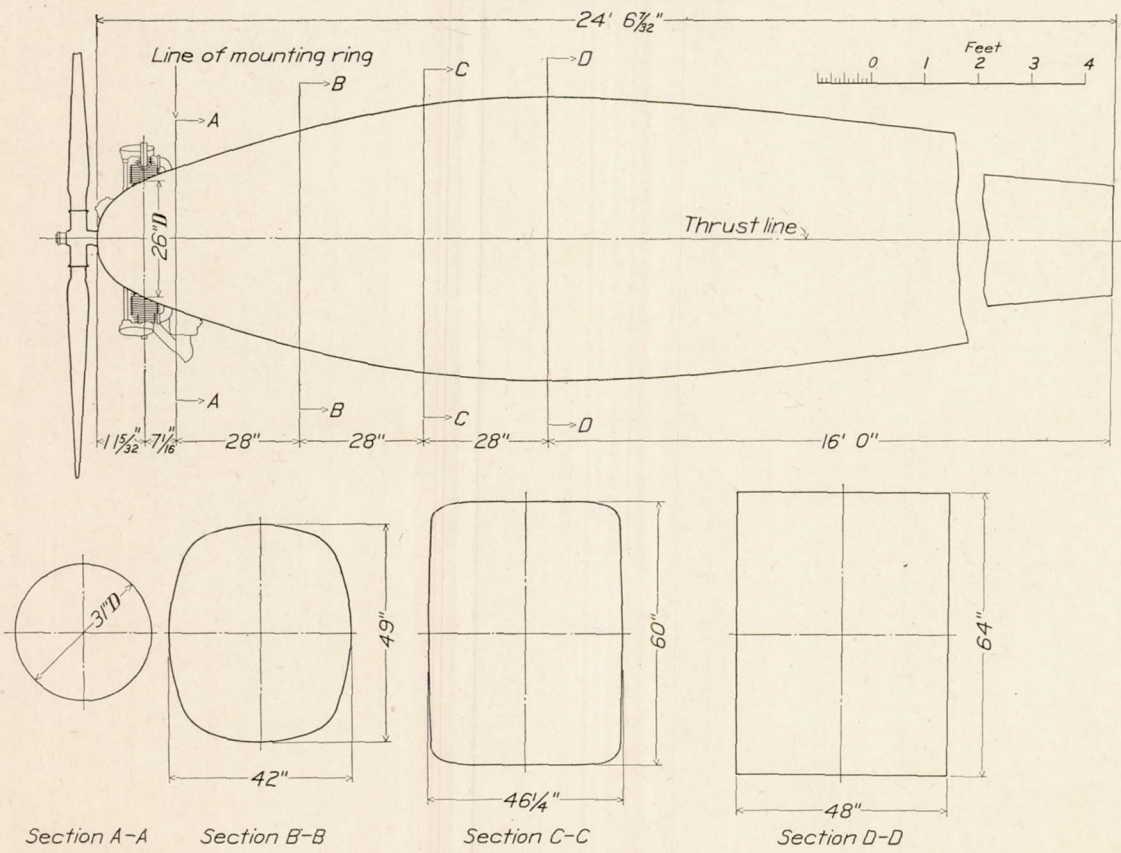 24' 6 7/32"
Line of mounting ring
Feet
0 1 2 3 4
A
B
C
D
26"D
Thrust line
A
B
C
D
11 5/32" 7 1/16" 28" 28" 28" 16' 0"
31"D
49"
60"
64"
42"
46 1/4"
48"
Section A-A
Section B-B
Section C-C
Section D-D